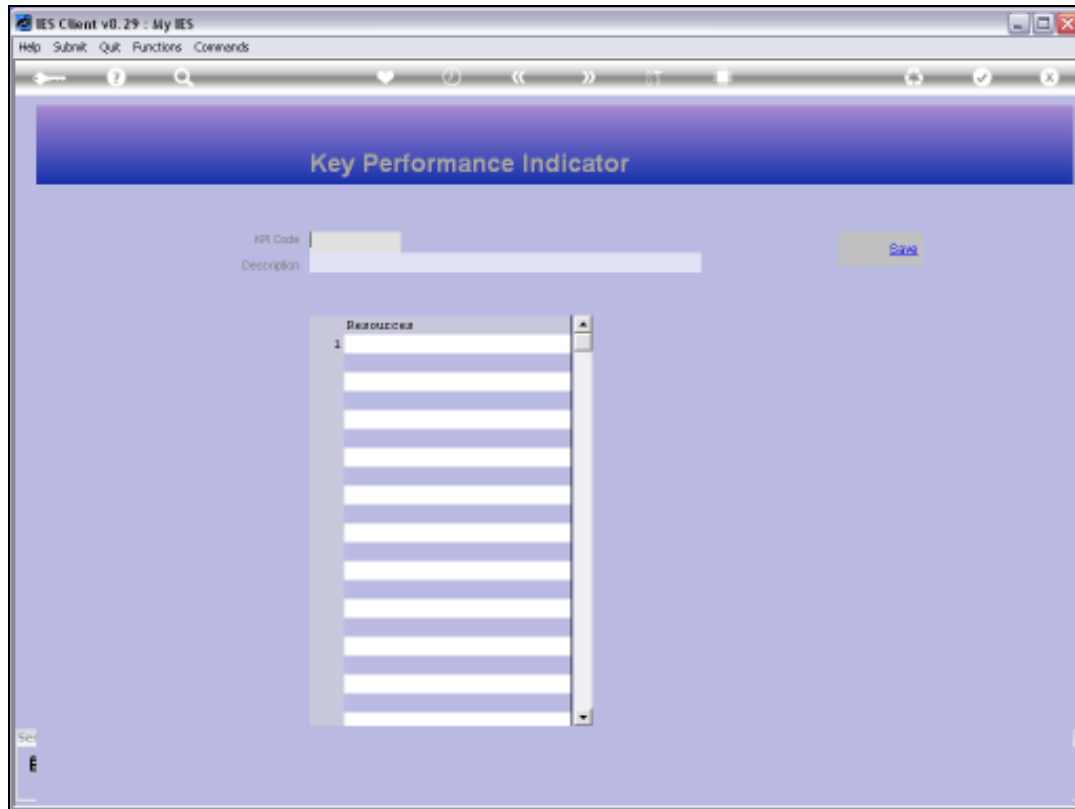 IES Client v8.29 : My IES
Help Submit Quit Functions Commands
Key Performance Indicator
KPI Code
Save
Description
Resources
1